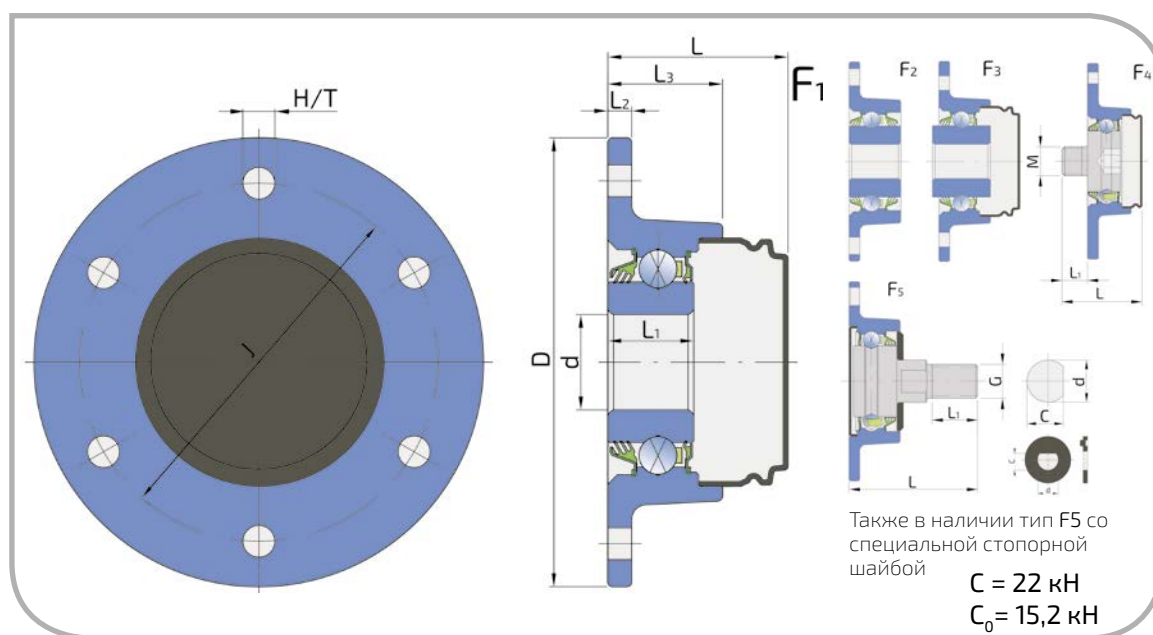 H/T
J
L
L3
L2
F1
D
d
L1
F2
F3
F4
M
L1
L
F5
G
d
L1
C
L
c
d
Также в наличии тип F5 со
специальной стопорной
шайбой
C = 22 кН
C₀= 15,2 кН